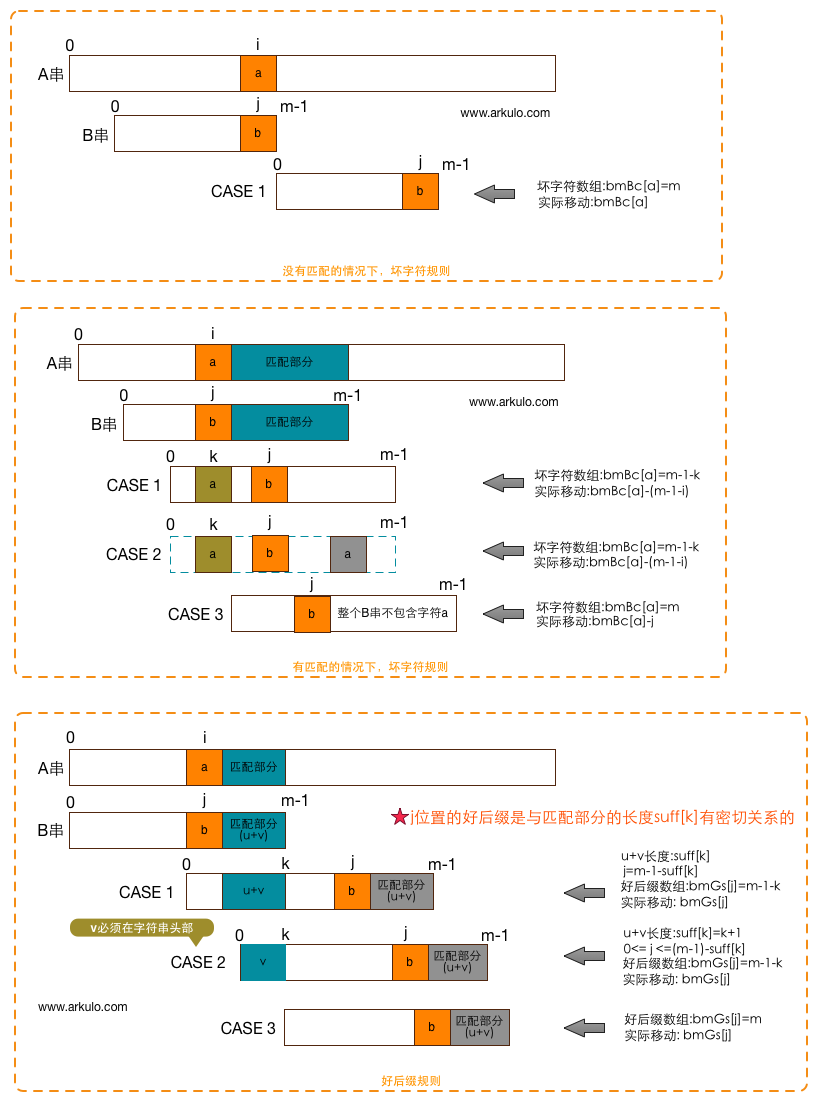 0 i
A串 a
0 j m-1
www.arkulo.com
B串 b
0 j m-1
CASE 1 b
坏字符数组:bmBc[a]=m
实际移动:bmBc[a]
没有匹配的情况下，坏字符规则
0 i
A串 a 匹配部分
0 j m-1
www.arkulo.com
B串 b 匹配部分
0 k j m-1
CASE 1 a b
坏字符数组:bmBc[a]=m-1-k
实际移动:bmBc[a]-(m-1-i)
0 k j m-1
CASE 2 a b a
坏字符数组:bmBc[a]=m-1-k
实际移动:bmBc[a]-(m-1-i)
j m-1
CASE 3 b 整个B串不包含字符a
坏字符数组:bmBc[a]=m
实际移动:bmBc[a]-j
有匹配的情况下，坏字符规则
0 i
A串 a 匹配部分
0 j m-1
B串 b 匹配部分
(u+v)
★j位置的好后缀是与匹配部分的长度suff[k]有密切关系的
0 k j m-1
CASE 1 u+v b 匹配部分
(u+v)
u+v长度:suff[k]
j=m-1-suff[k]
好后缀数组:bmGs[j]=m-1-k
实际移动: bmGs[j]
v必须在字符串头部
0 k j m-1
CASE 2 v b 匹配部分
(u+v)
u+v长度:suff[k]=k+1
0<= j <=(m-1)-suff[k]
好后缀数组:bmGs[j]=m-1-k
实际移动: bmGs[j]
www.arkulo.com
CASE 3 b 匹配部分
(u+v)
好后缀数组:bmGs[j]=m
实际移动: bmGs[j]
好后缀规则